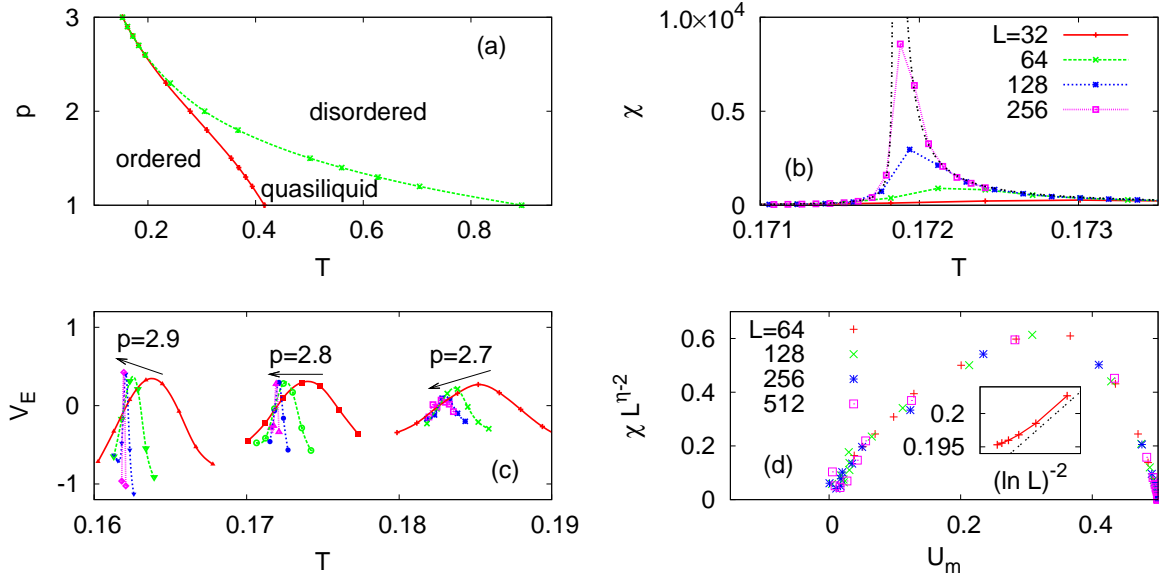 3
2
1
p
(a)
disordered
ordered
quasiliquid
0.2 0.4 0.6 0.8
T
1.0×10⁴
5.0×10³
0
χ
L=32
64
128
256
(b)
0.171 0.172 0.173
T
1
0
-1
V_E
p=2.9
p=2.8
p=2.7
(c)
0.16 0.17 0.18 0.19
T
0.6
0.4
0.2
0
χ L^{η-2}
L=64
128
256
512
0.2
0.195
(ln L)^{-2}
(d)
0 0.2 0.4
U_m